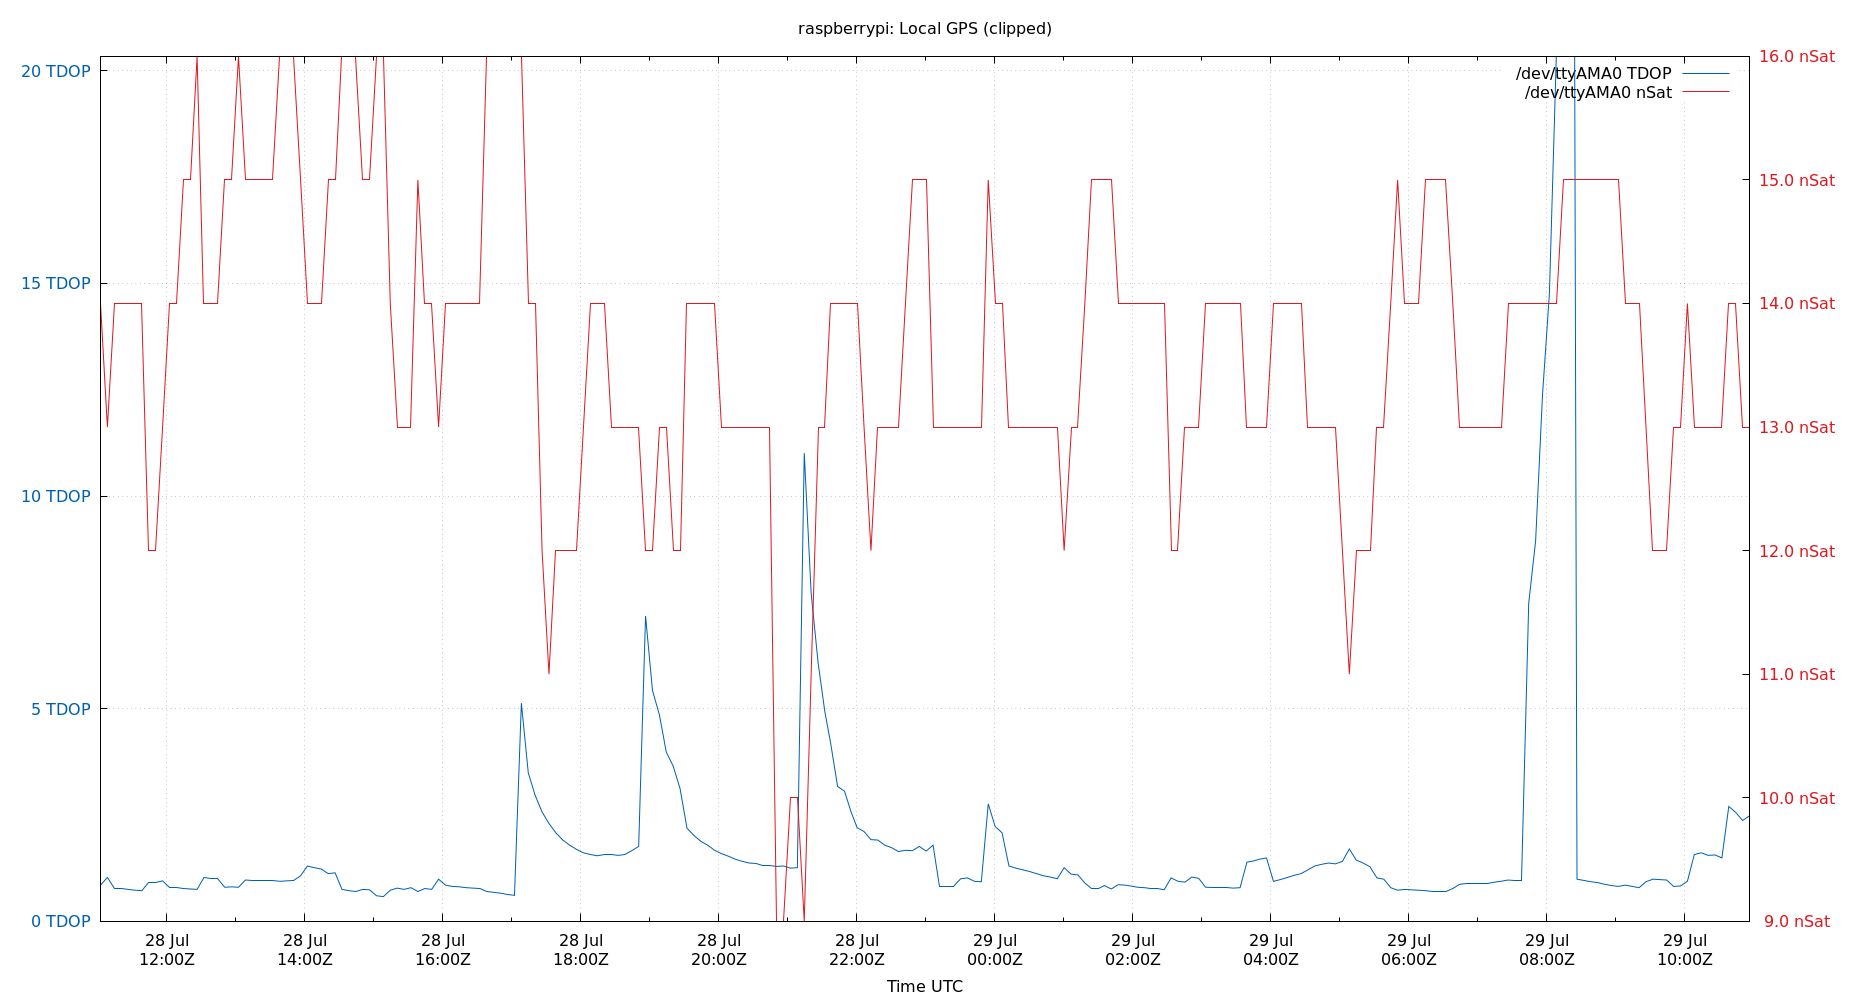 raspberrypi: Local GPS (clipped)
20 TDOP
15 TDOP
10 TDOP
5 TDOP
0 TDOP
16.0 nSat
15.0 nSat
14.0 nSat
13.0 nSat
12.0 nSat
11.0 nSat
10.0 nSat
9.0 nSat
/dev/ttyAMA0 TDOP
/dev/ttyAMA0 nSat
28 Jul
12:00Z
28 Jul
14:00Z
28 Jul
16:00Z
28 Jul
18:00Z
28 Jul
20:00Z
28 Jul
22:00Z
29 Jul
00:00Z
29 Jul
02:00Z
29 Jul
04:00Z
29 Jul
06:00Z
29 Jul
08:00Z
29 Jul
10:00Z
Time UTC